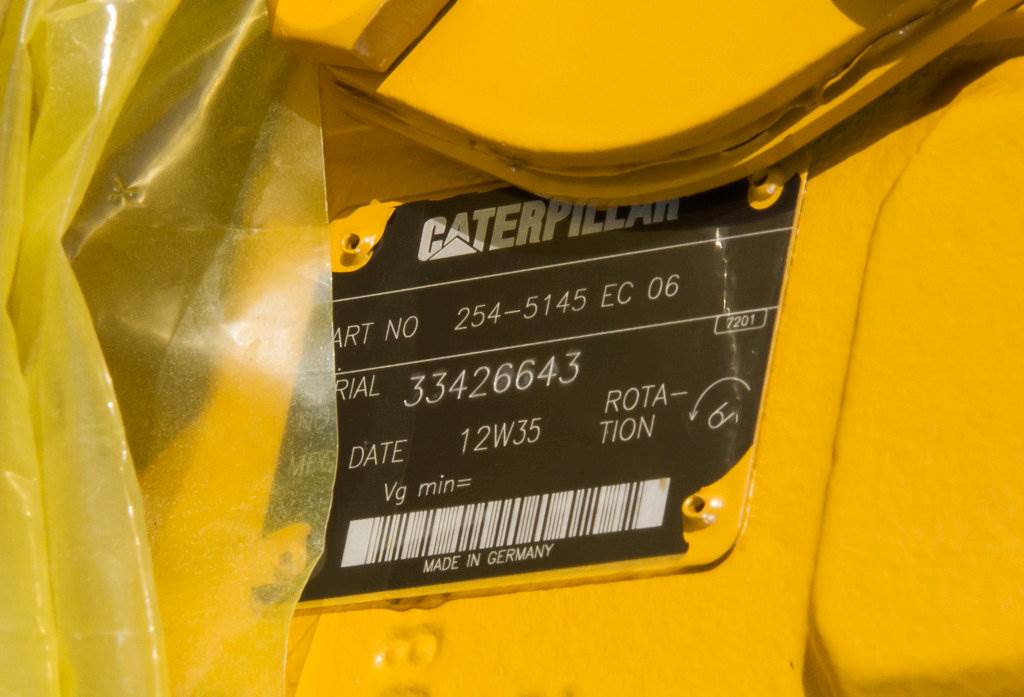 CATERPILLAR
ART NO 254-5145 EC 06
7201
RIAL 33426643
MFG DATE 12W35 ROTA-
TION
Vg min=
MADE IN GERMANY